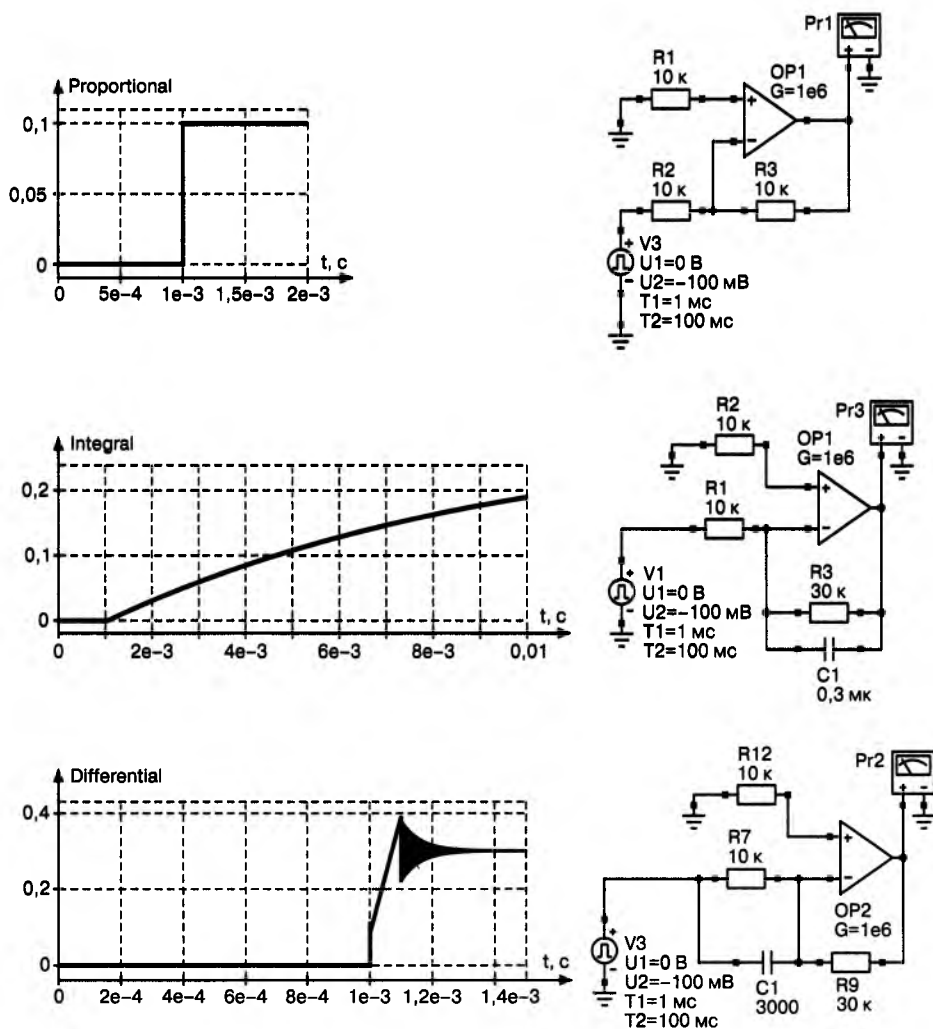 Proportional
0,1
0,05
0
0
5e-4
1e-3
1,5e-3
2e-3
t, c
Pr1
+ −
R1
10 к
OP1
G=1e6
+
−
R2
10 к
R3
10 к
+
−
V3
U1=0 В
U2=−100 мВ
T1=1 мс
T2=100 мс
Integral
0,2
0,1
0
0
2e-3
4e-3
6e-3
8e-3
0,01
t, c
Pr3
+ −
R2
10 к
OP1
G=1e6
+
−
R1
10 к
+
−
V1
U1=0 В
U2=−100 мВ
T1=1 мс
T2=100 мс
R3
30 к
C1
0,3 мк
Differential
0,4
0,2
0
0
2e-4
4e-4
6e-4
8e-4
1e-3
1,2e-3
1,4e-3
t, c
Pr2
+ −
R12
10 к
R7
10 к
+
−
OP2
G=1e6
+
−
V3
U1=0 В
U2=−100 мВ
T1=1 мс
T2=100 мс
C1
3000
R9
30 к